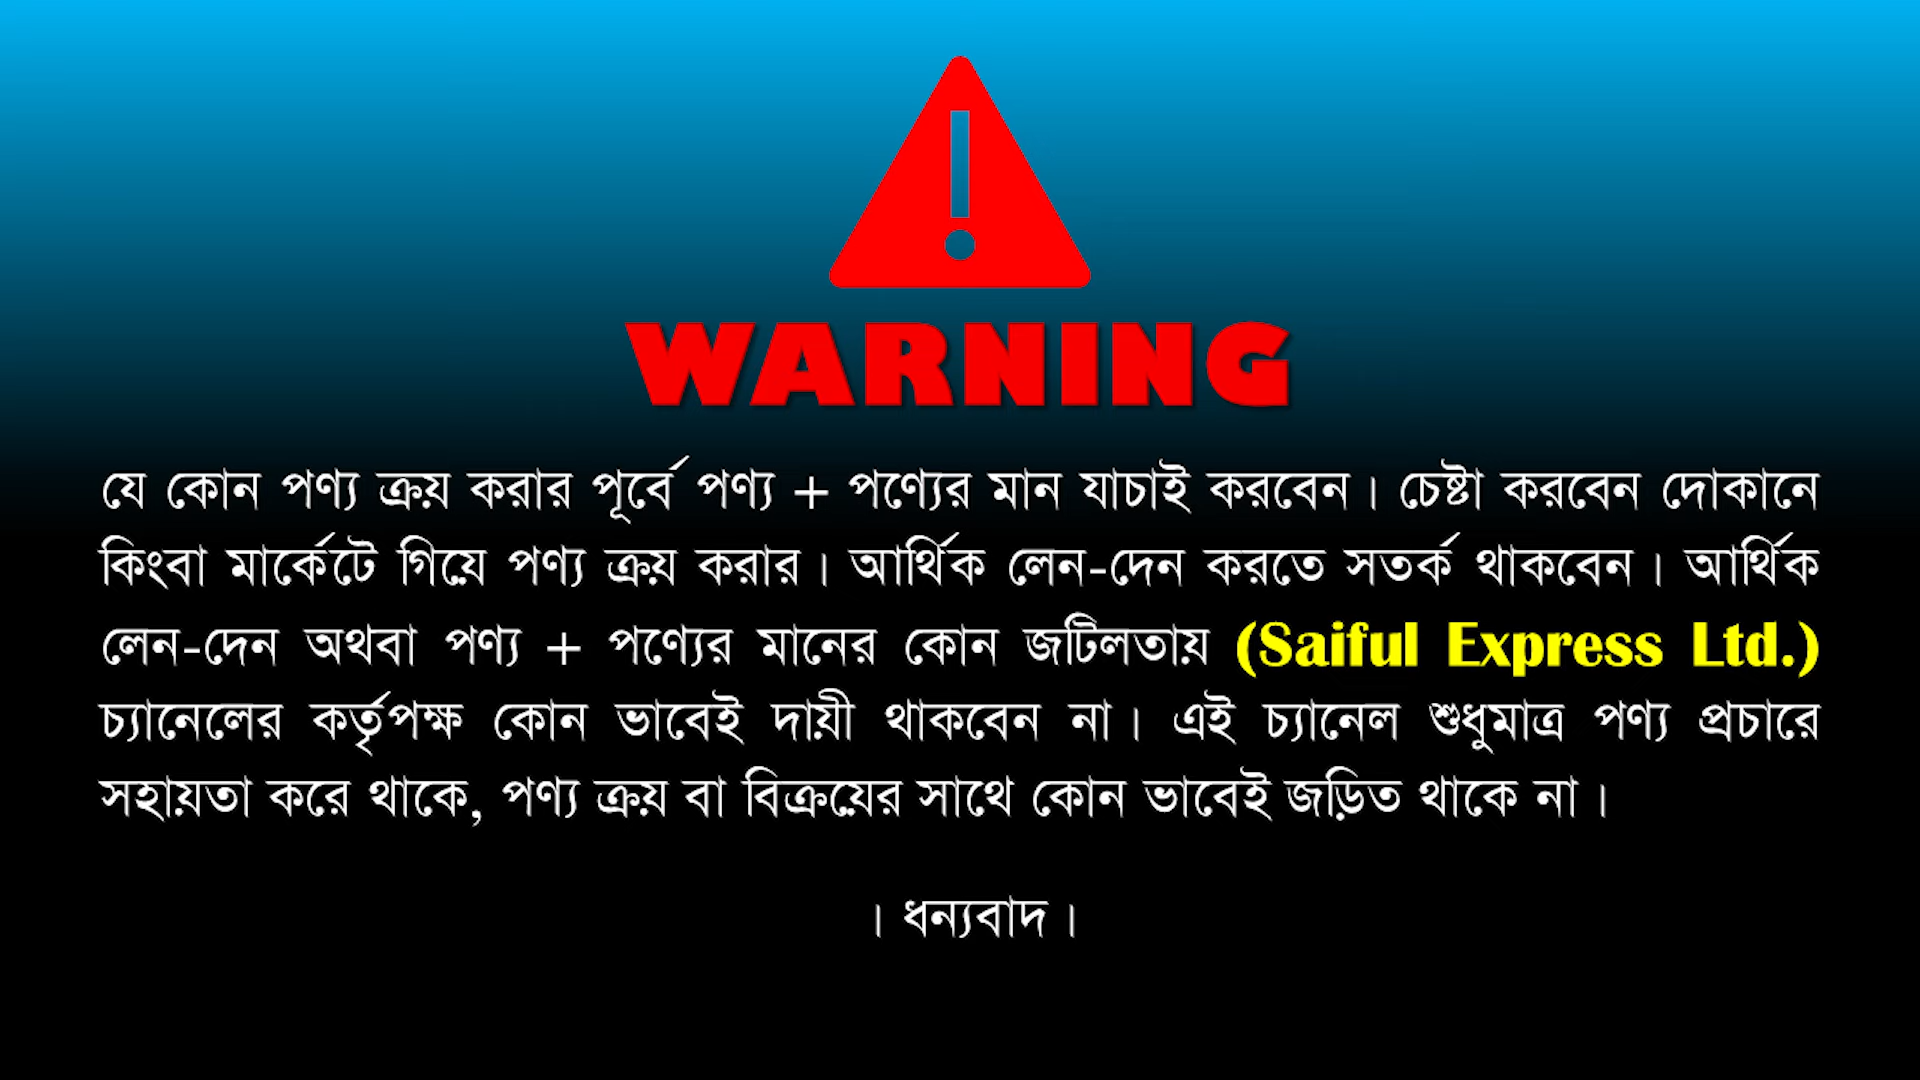 WARNING
যে কোন পণ্য ক্রয় করার পূর্বে পণ্য + পণ্যের মান যাচাই করবেন। চেষ্টা করবেন দোকানে
কিংবা মার্কেটে গিয়ে পণ্য ক্রয় করার। আর্থিক লেন-দেন করতে সতর্ক থাকবেন। আর্থিক
লেন-দেন অথবা পণ্য + পণ্যের মানের কোন জটিলতায় (Saiful Express Ltd.)
চ্যানেলের কর্তৃপক্ষ কোন ভাবেই দায়ী থাকবেন না। এই চ্যানেল শুধুমাত্র পণ্য প্রচারে
সহায়তা করে থাকে, পণ্য ক্রয় বা বিক্রয়ের সাথে কোন ভাবেই জড়িত থাকে না।
। ধন্যবাদ।